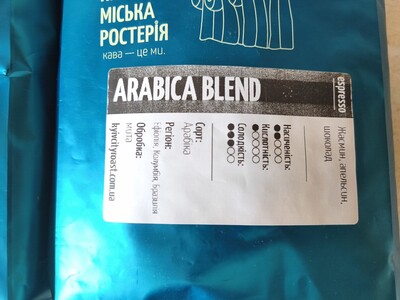 МІСЬКА
РОСТЕРІЯ
кава — це ми.
ARABICA BLEND
espresso
Жасмин, апельсин,
шоколад
Насиченість:
Кислотність:
Солодкість:
Сорт:
Арабіка
Регіон:
Ефіопія, Колумбія, Бразилія
Обробка:
мита
kyivcityroast.com.ua